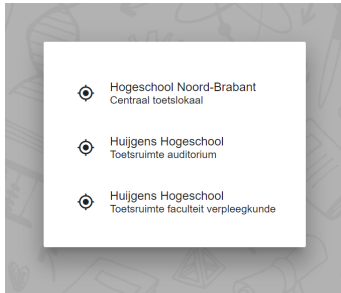 Hogeschool Noord-Brabant
Centraal toetslokaal
Huijgens Hogeschool
Toetsruimte auditorium
Huijgens Hogeschool
Toetsruimte faculteit verpleegkunde